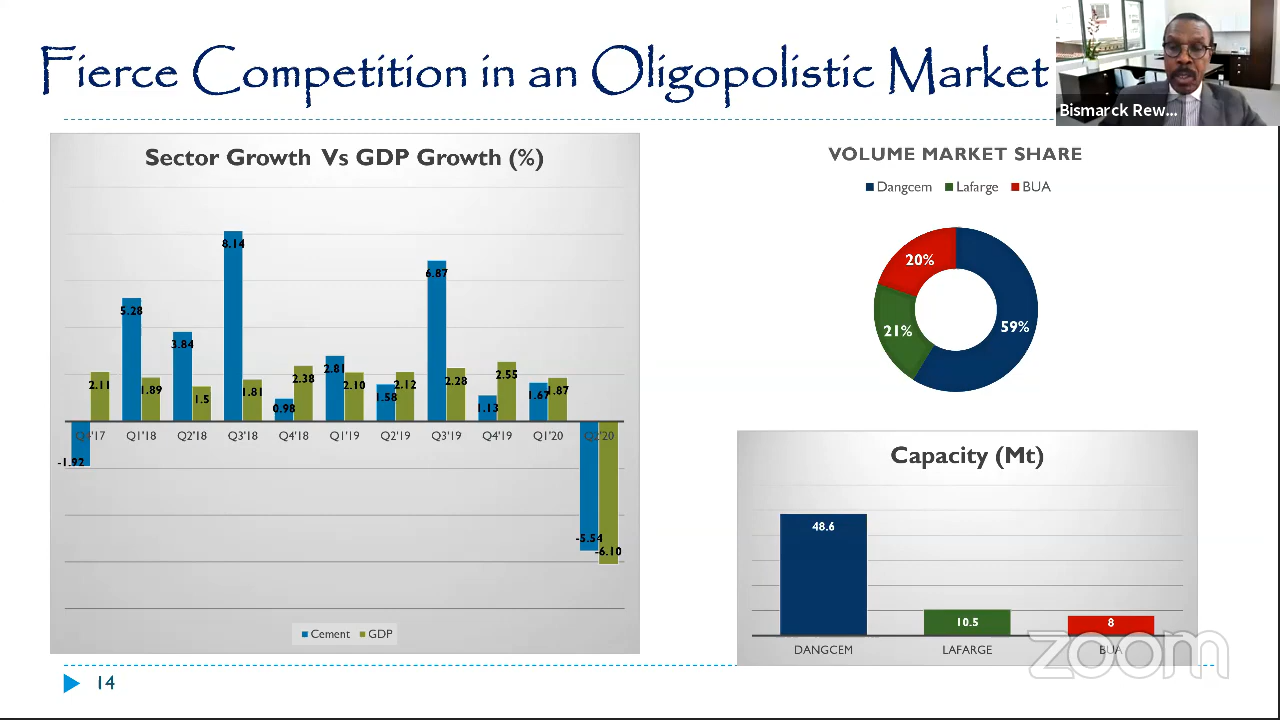 Fierce Competition in an Oligopolistic Market
Bismarck Rew...
Sector Growth Vs GDP Growth (%)
8.14
6.87
5.28
3.84
2.81
2.11
1.89
1.5
1.81
0.98
2.38
2.10
1.58
2.12
2.28
1.13
2.55
1.67
1.87
Q4'17 Q1'18 Q2'18 Q3'18 Q4'18 Q1'19 Q2'19 Q3'19 Q4'19 Q1'20 Q2'20
-1.92
-5.54
-6.10
Cement GDP
VOLUME MARKET SHARE
Dangcem Lafarge BUA
20%
59%
21%
Capacity (Mt)
48.6
10.5
8
DANGCEM LAFARGE BUA
zoom
14